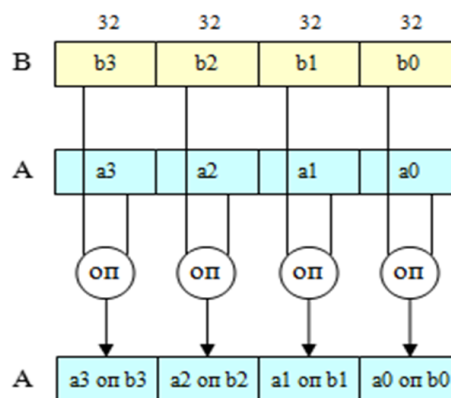 32 32 32 32
B b3 b2 b1 b0
A a3 a2 a1 a0
оп оп оп оп
A a3 оп b3 a2 оп b2 a1 оп b1 a0 оп b0